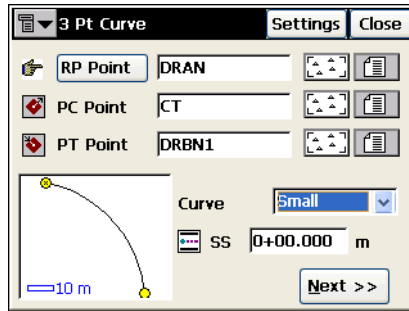 3 Pt Curve Settings Close
RP Point DRAN
PC Point CT
PT Point DRBN1
Curve Small
SS 0+00.000 m
10 m
Next >>